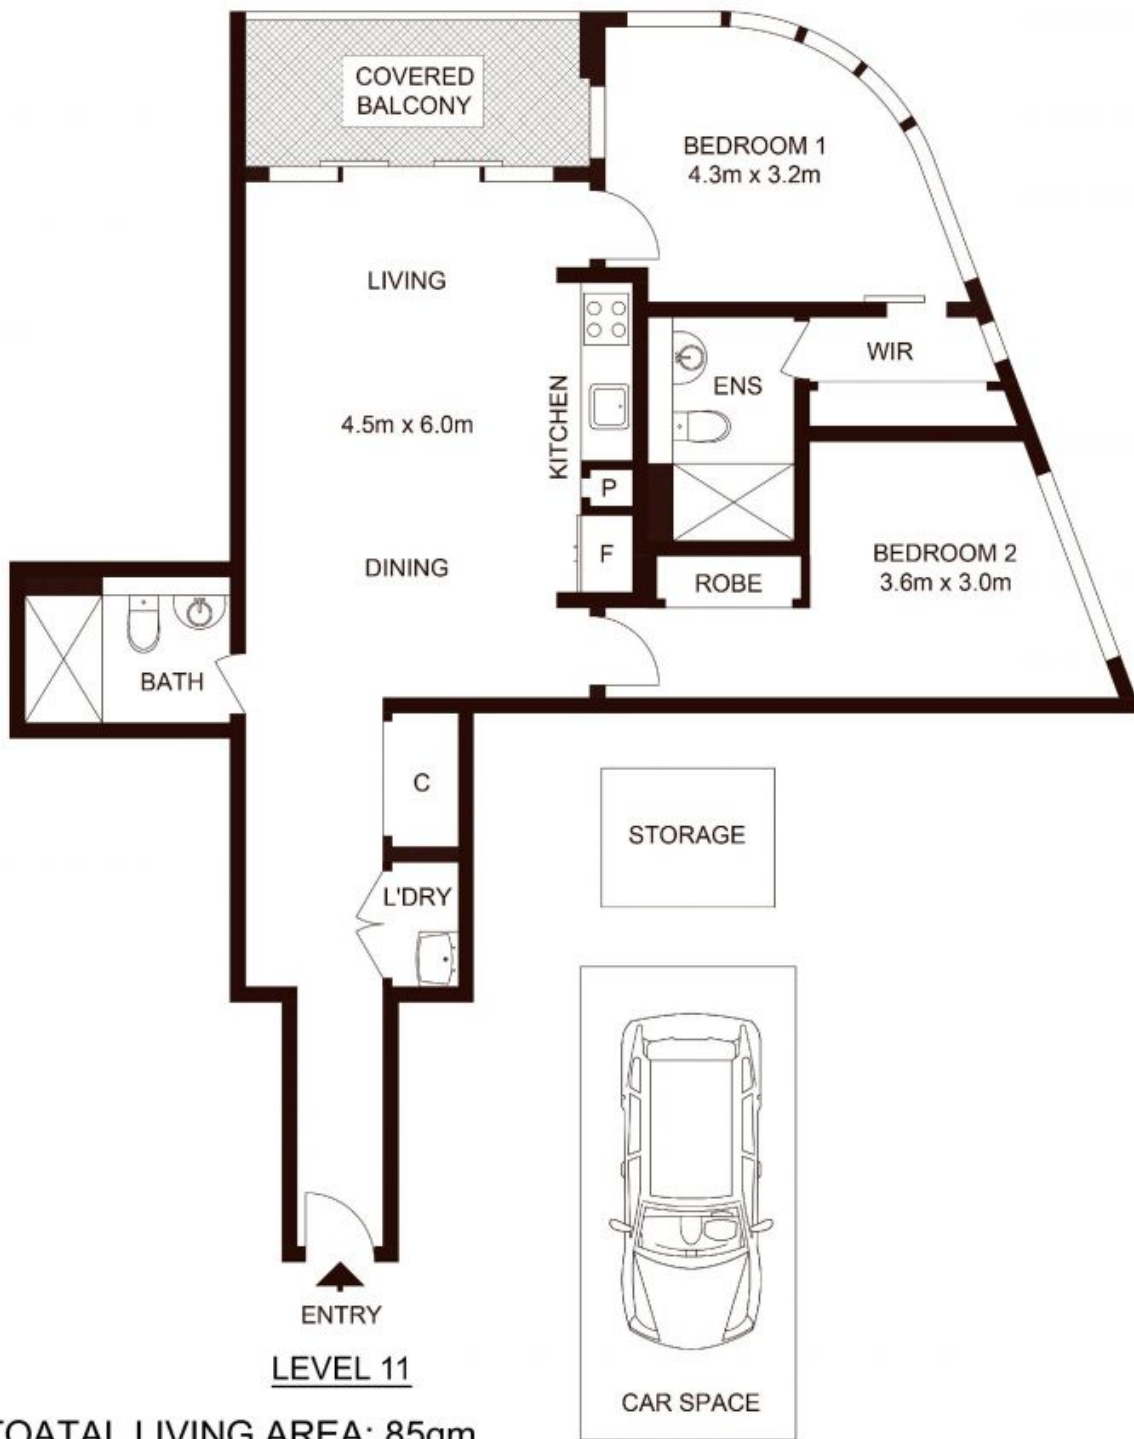 COVERED
BALCONY
BEDROOM 1
4.3m x 3.2m
LIVING
WIR
ENS
4.5m x 6.0m
KITCHEN
P
F
DINING
BEDROOM 2
3.6m x 3.0m
ROBE
BATH
C
STORAGE
L'DRY
ENTRY
LEVEL 11
CAR SPACE
TOATAL LIVING AREA: 85qm